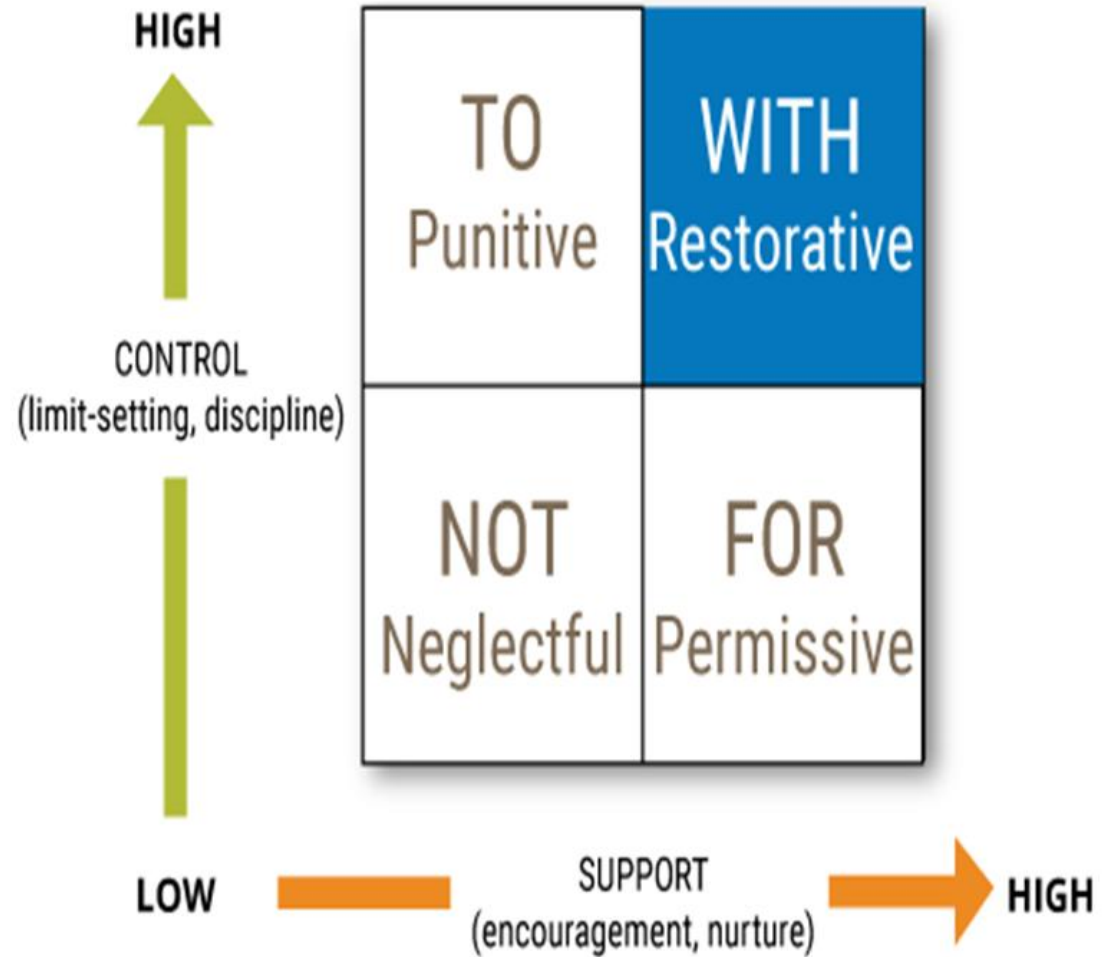 HIGH
TO
Punitive
WITH
Restorative
CONTROL
(limit-setting, discipline)
NOT
Neglectful
FOR
Permissive
LOW
SUPPORT
(encouragement, nurture)
HIGH